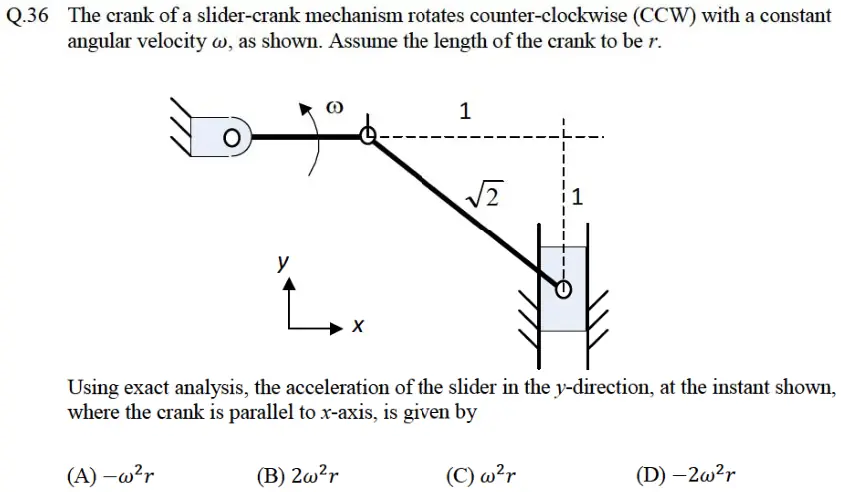 Q.36 The crank of a slider-crank mechanism rotates counter-clockwise (CCW) with a constant
angular velocity ω, as shown. Assume the length of the crank to be r.
ω
1
√2
1
y
x
Using exact analysis, the acceleration of the slider in the y-direction, at the instant shown,
where the crank is parallel to x-axis, is given by
(A) −ω²r (B) 2ω²r (C) ω²r (D) −2ω²r